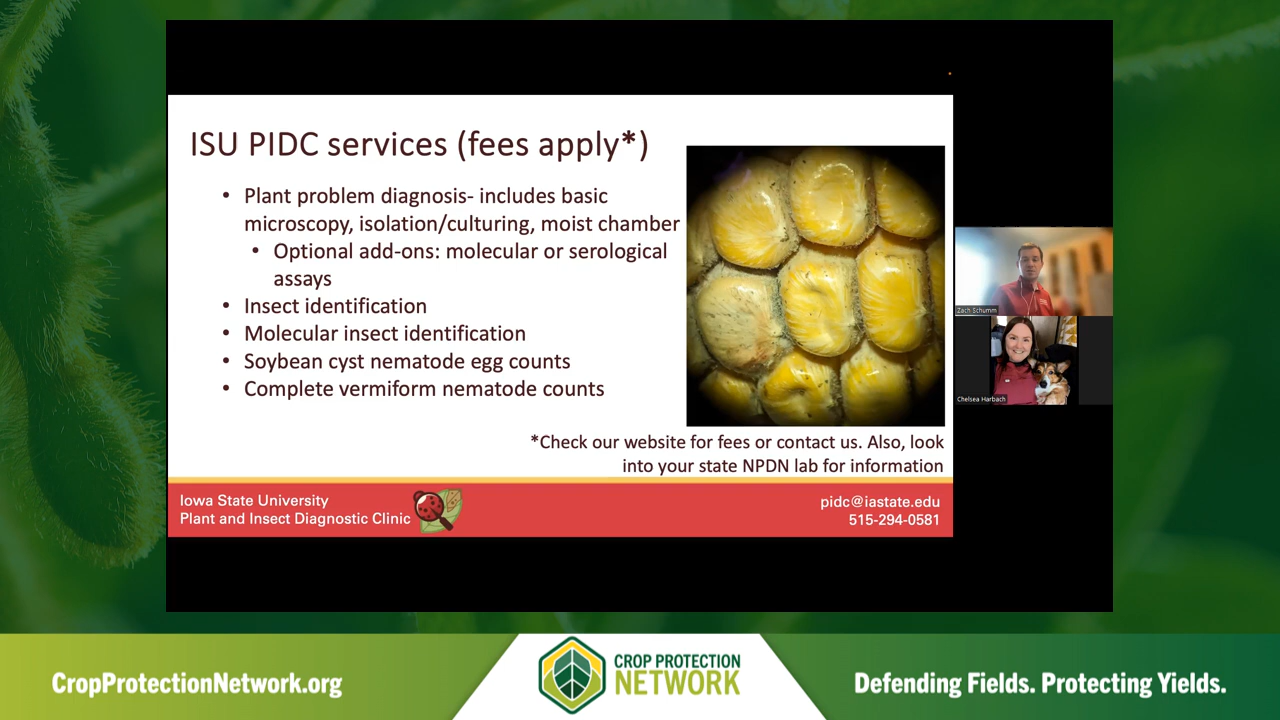 ISU PIDC services (fees apply*)
• Plant problem diagnosis- includes basic
microscopy, isolation/culturing, moist chamber
• Optional add-ons: molecular or serological
assays
• Insect identification
• Molecular insect identification
• Soybean cyst nematode egg counts
• Complete vermiform nematode counts
*Check our website for fees or contact us. Also, look
into your state NPDN lab for information
Iowa State University
Plant and Insect Diagnostic Clinic
pidc@iastate.edu
515-294-0581
Zach Schumm
Chelsea Harbach
CropProtectionNetwork.org
CROP PROTECTION
NETWORK
Defending Fields. Protecting Yields.